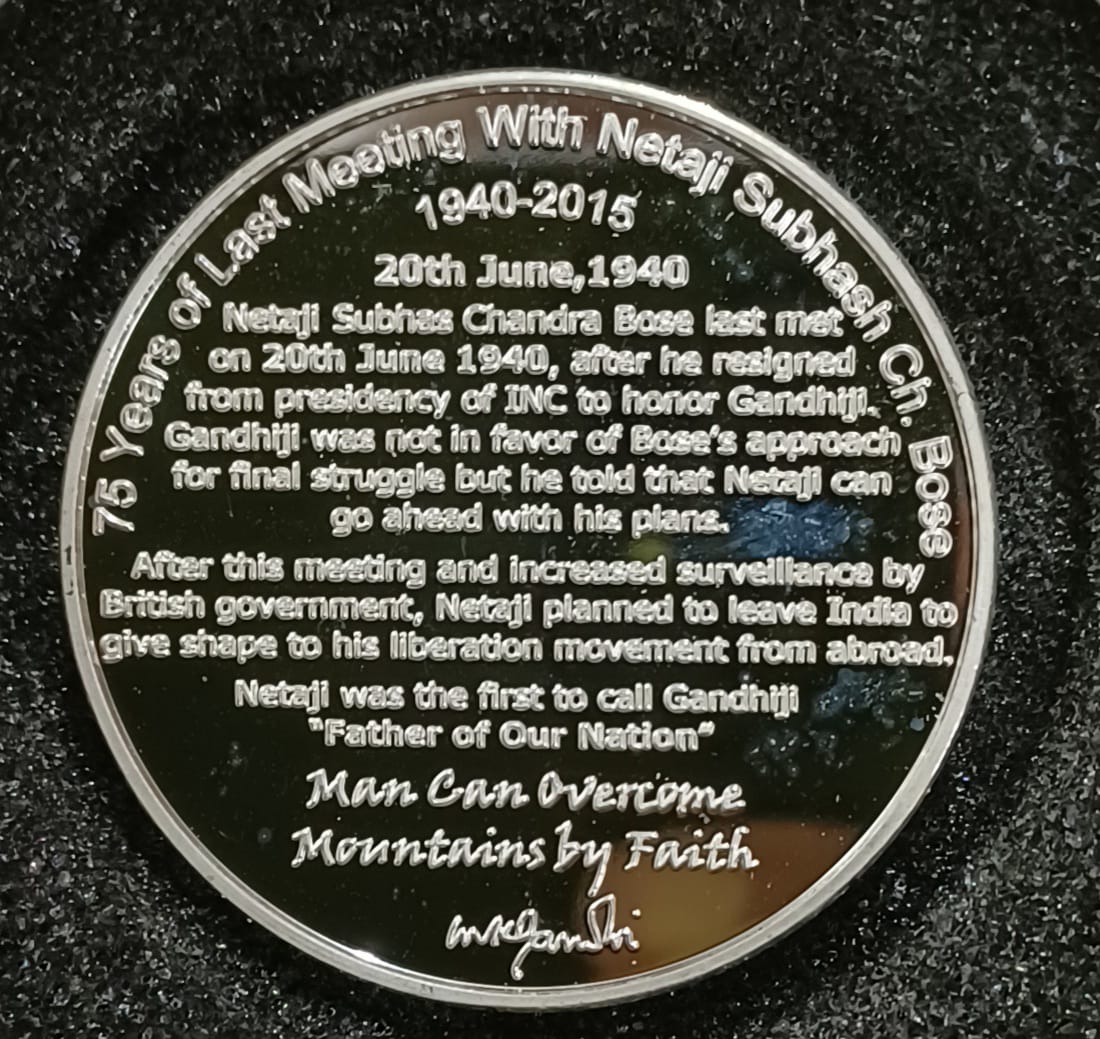 75 Years of Last Meeting With Netaji Subhash Ch. Bose
1940-2015
20th June,1940
Netaji Subhas Chandra Bose last met
on 20th June 1940, after he resigned
from presidency of INC to honor Gandhiji.
Gandhiji was not in favor of Bose's approach
for final struggle but he told that Netaji can
go ahead with his plans.
After this meeting and increased surveillance by
British government, Netaji planned to leave India to
give shape to his liberation movement from abroad.
Netaji was the first to call Gandhiji
"Father of Our Nation"
Man Can Overcome
Mountains by Faith
mkgandhi